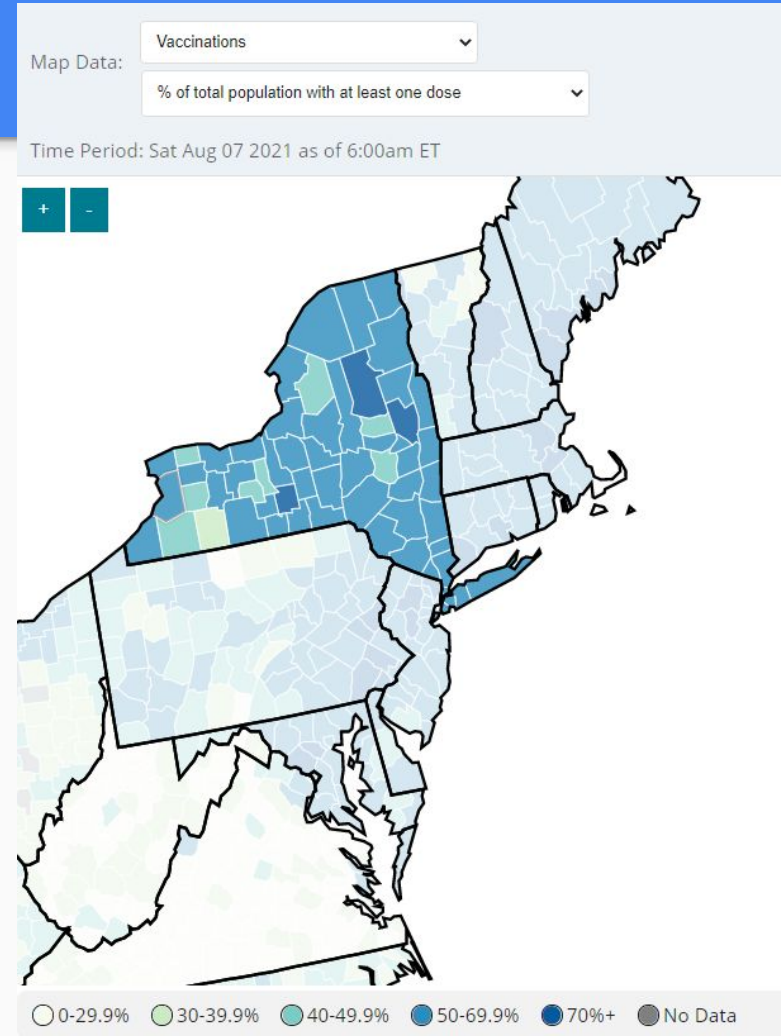 Map Data:
Vaccinations
% of total population with at least one dose
Time Period: Sat Aug 07 2021 as of 6:00am ET
+ -
0-29.9% 30-39.9% 40-49.9% 50-69.9% 70%+ No Data